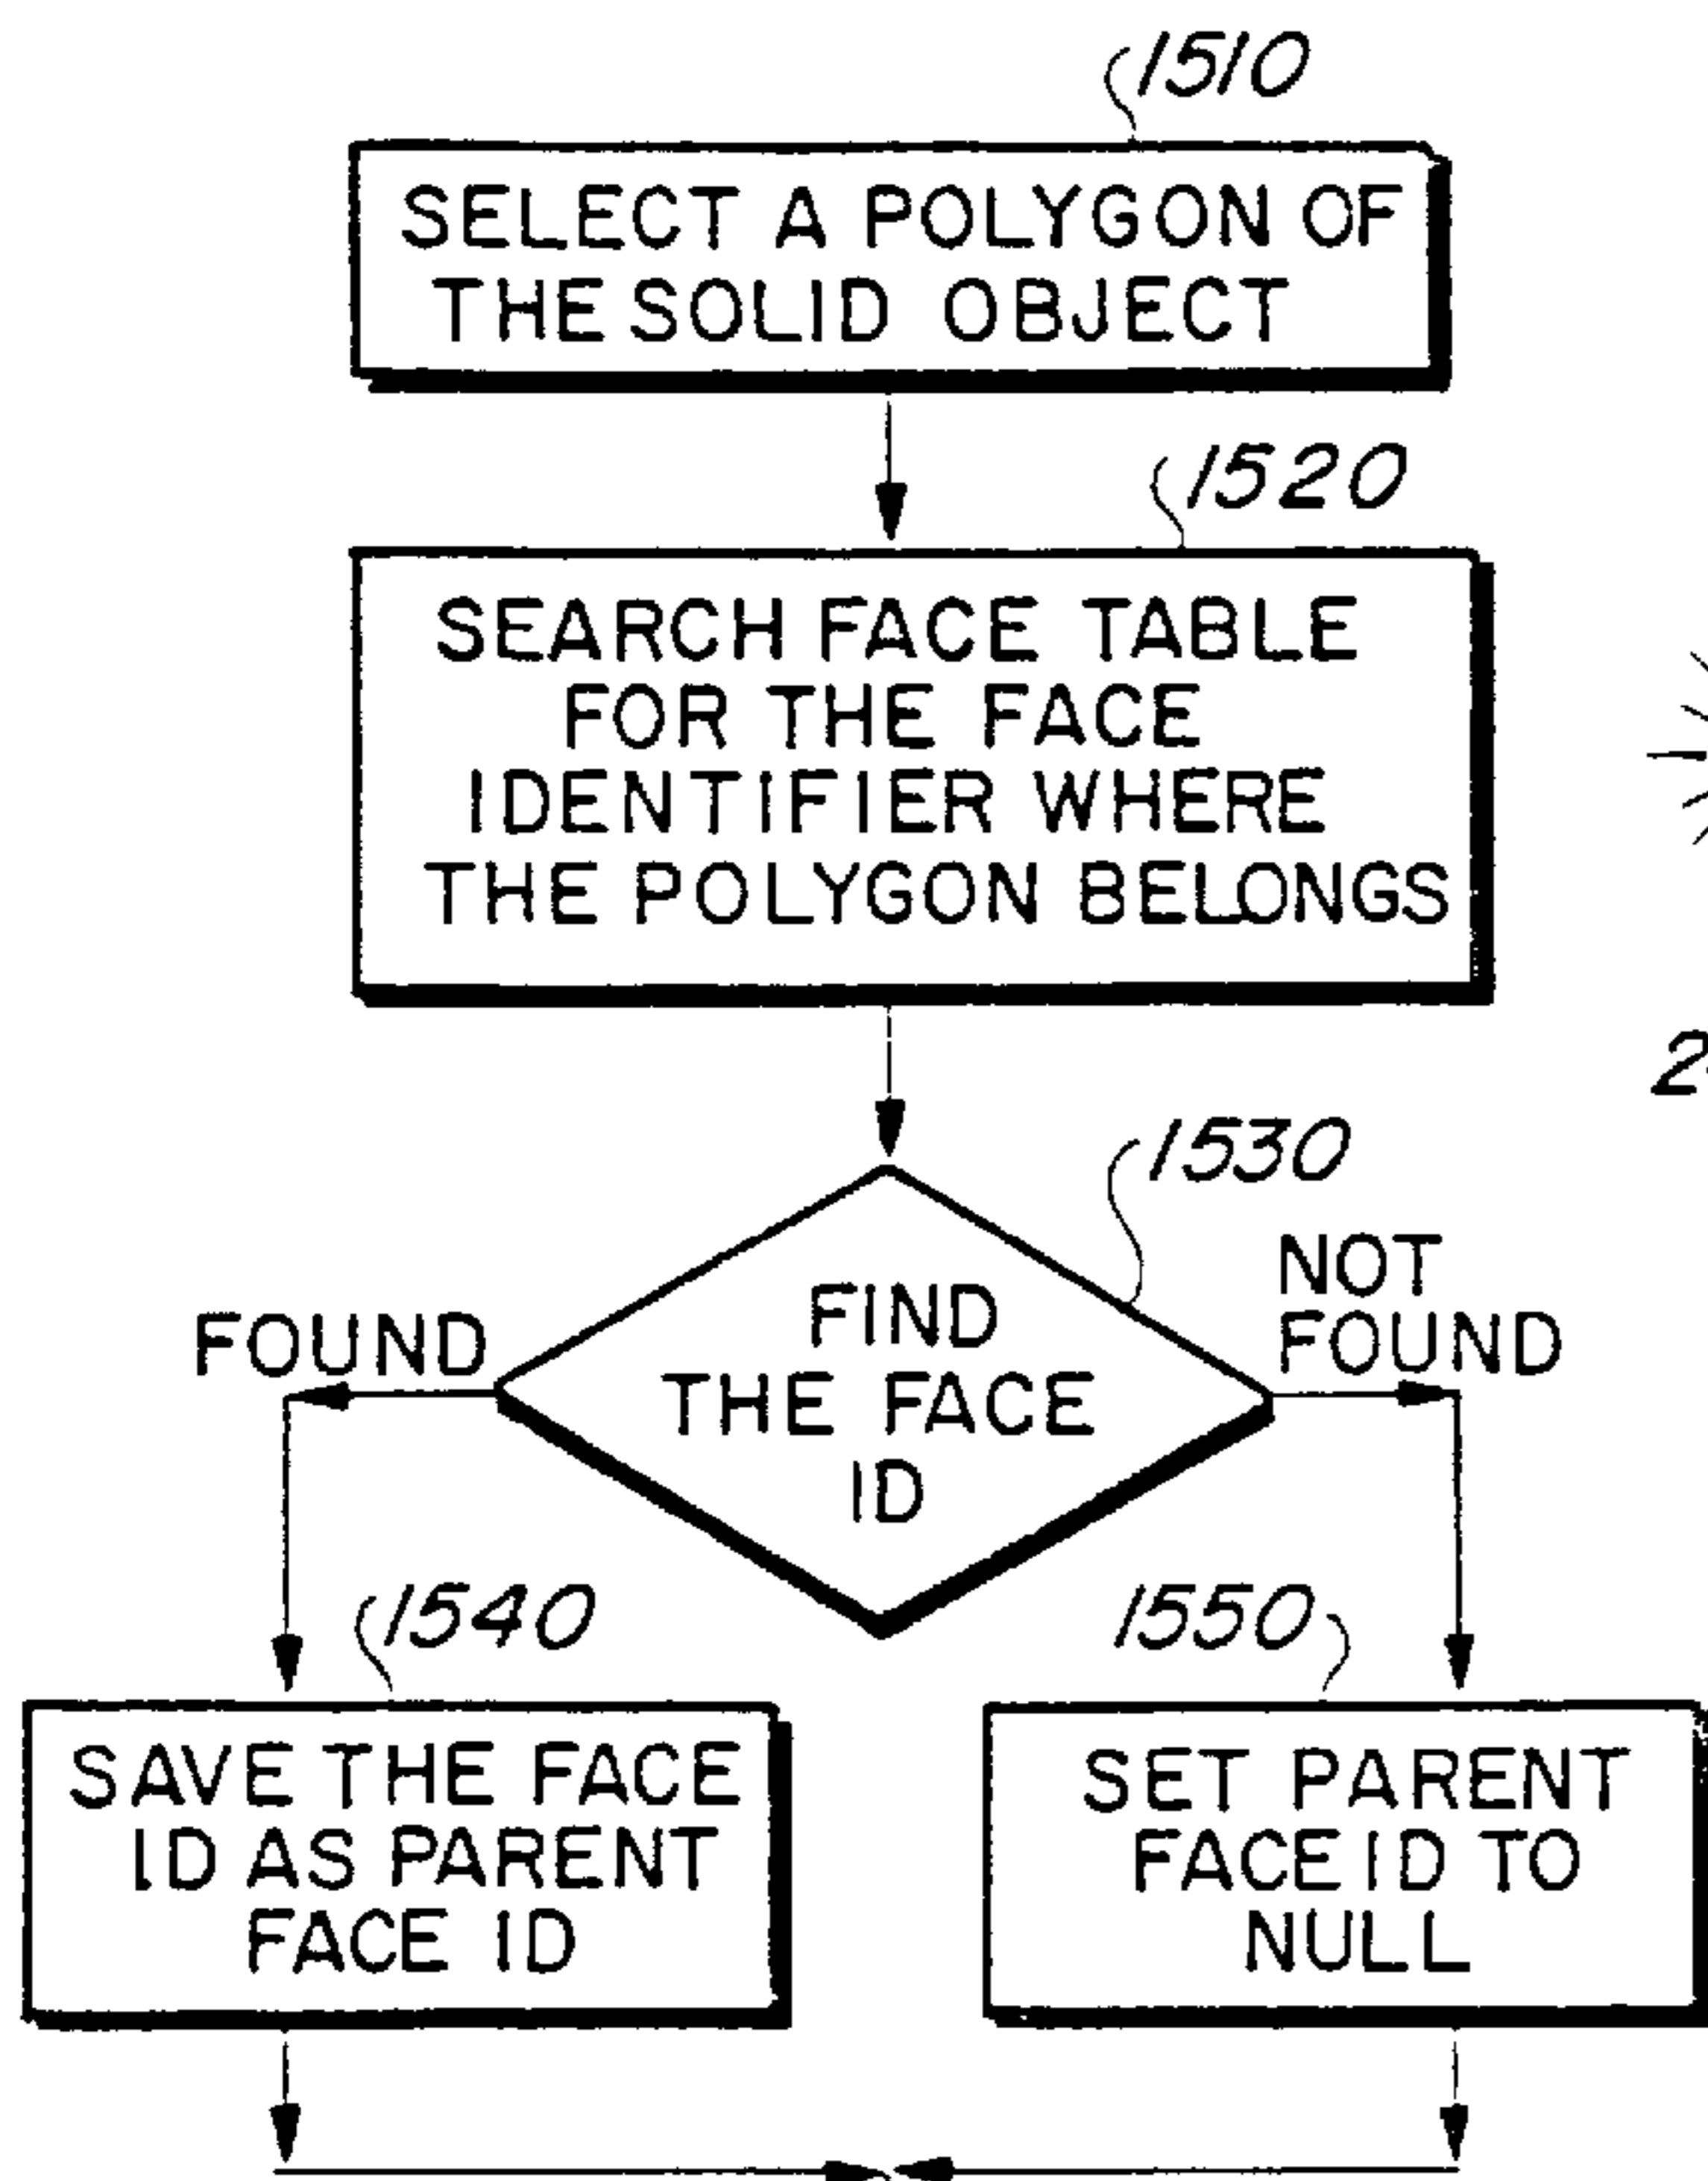 1510
SELECT A POLYGON OF
THE SOLID OBJECT
1520
SEARCH FACE TABLE
FOR THE FACE
IDENTIFIER WHERE
THE POLYGON BELONGS
1530
FIND
THE FACE
ID
FOUND
NOT
FOUND
1540
SAVE THE FACE
ID AS PARENT
FACE ID
1550
SET PARENT
FACE ID TO
NULL